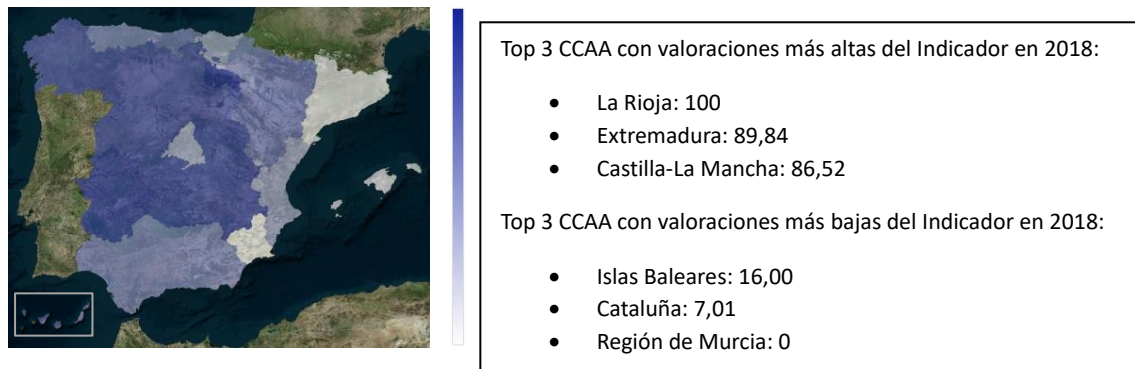 Top 3 CCAA con valoraciones más altas del Indicador en 2018:
• La Rioja: 100
• Extremadura: 89,84
• Castilla-La Mancha: 86,52
Top 3 CCAA con valoraciones más bajas del Indicador en 2018:
• Islas Baleares: 16,00
• Cataluña: 7,01
• Región de Murcia: 0